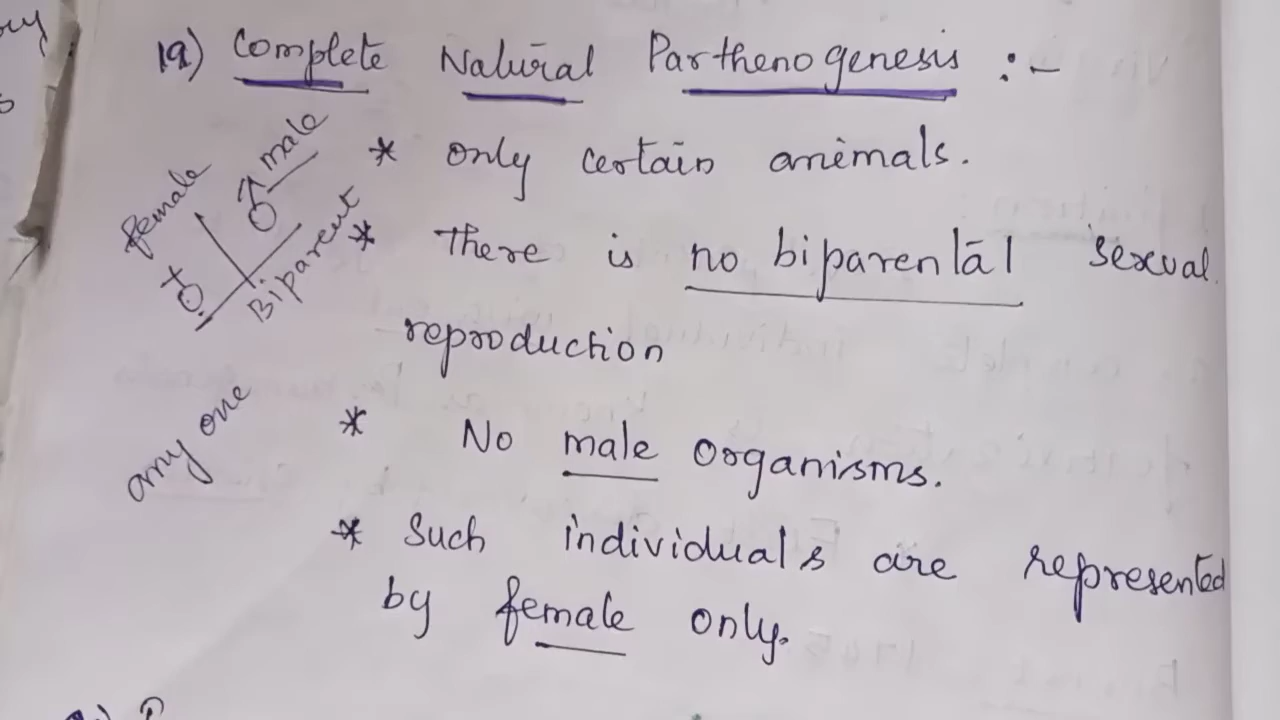 1a) Complete Natural Parthenogenesis :-
* only certain animals.
* There is no biparental sexual
reproduction
* No male organisms.
* Such individuals are represented
by female only.
female ♀
♂ male
Biparent
any one